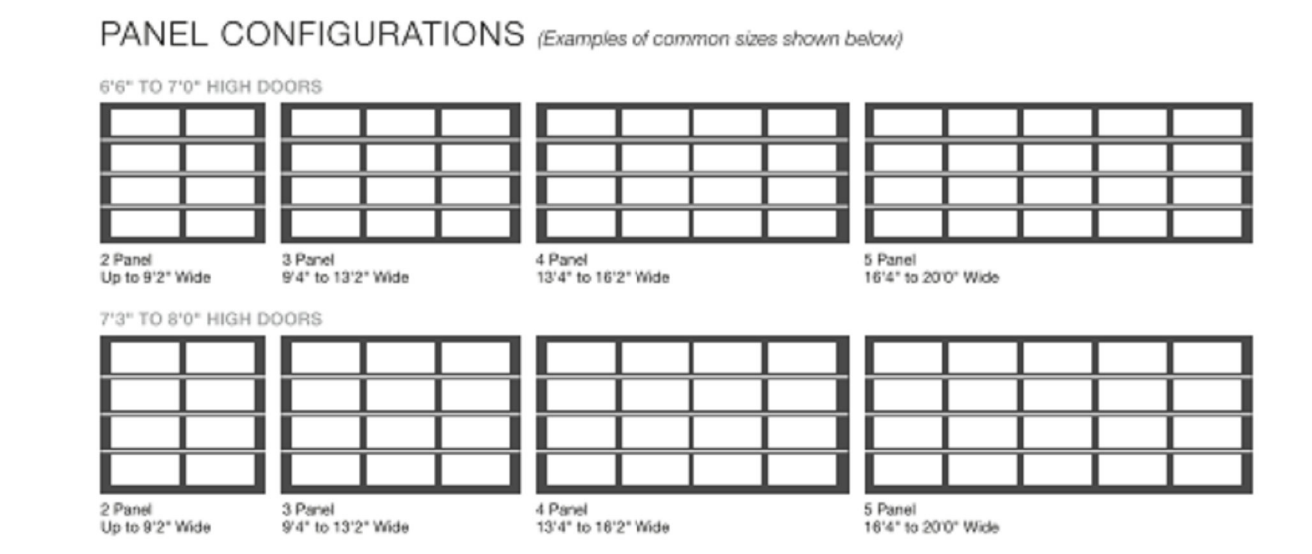 PANEL CONFIGURATIONS (Examples of common sizes shown below)
6'6" TO 7'0" HIGH DOORS
2 Panel
Up to 9'2" Wide
3 Panel
9'4" to 13'2" Wide
4 Panel
13'4" to 16'2" Wide
5 Panel
16'4" to 20'0" Wide
7'3" TO 8'0" HIGH DOORS
2 Panel
Up to 9'2" Wide
3 Panel
9'4" to 13'2" Wide
4 Panel
13'4" to 16'2" Wide
5 Panel
16'4" to 20'0" Wide